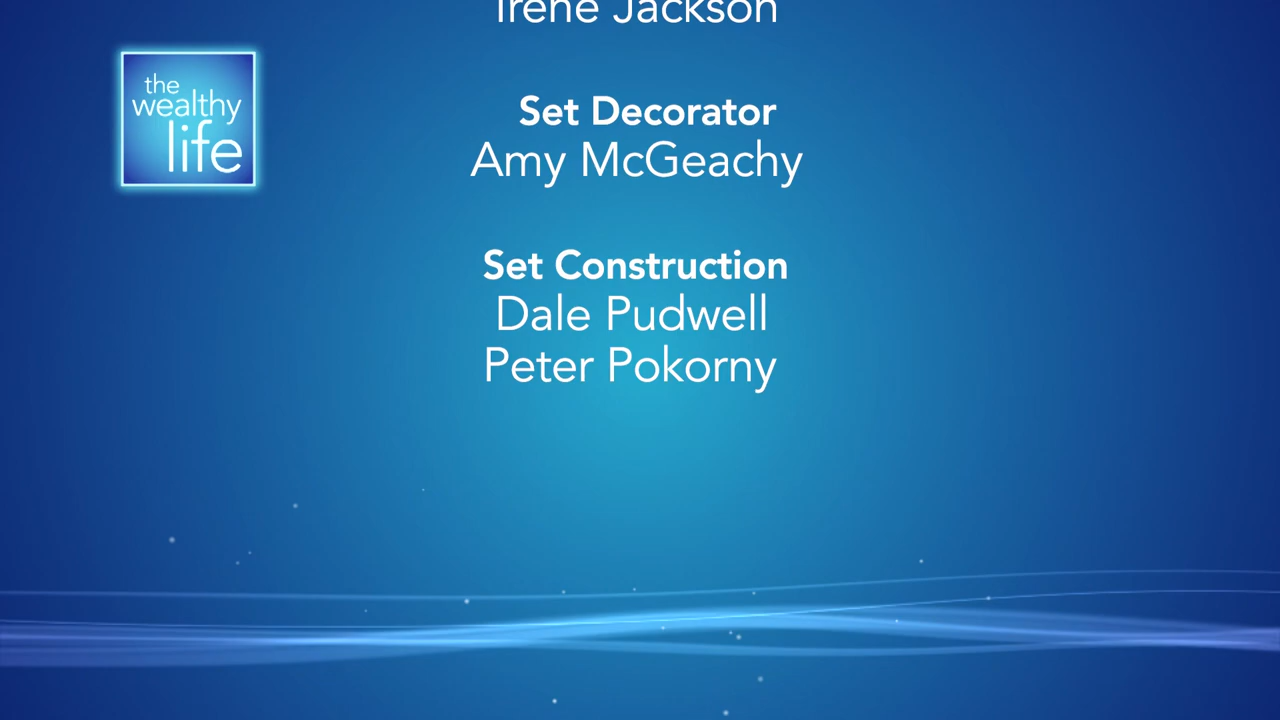 Irene Jackson
the
wealthy
life
Set Decorator
Amy McGeachy
Set Construction
Dale Pudwell
Peter Pokorny